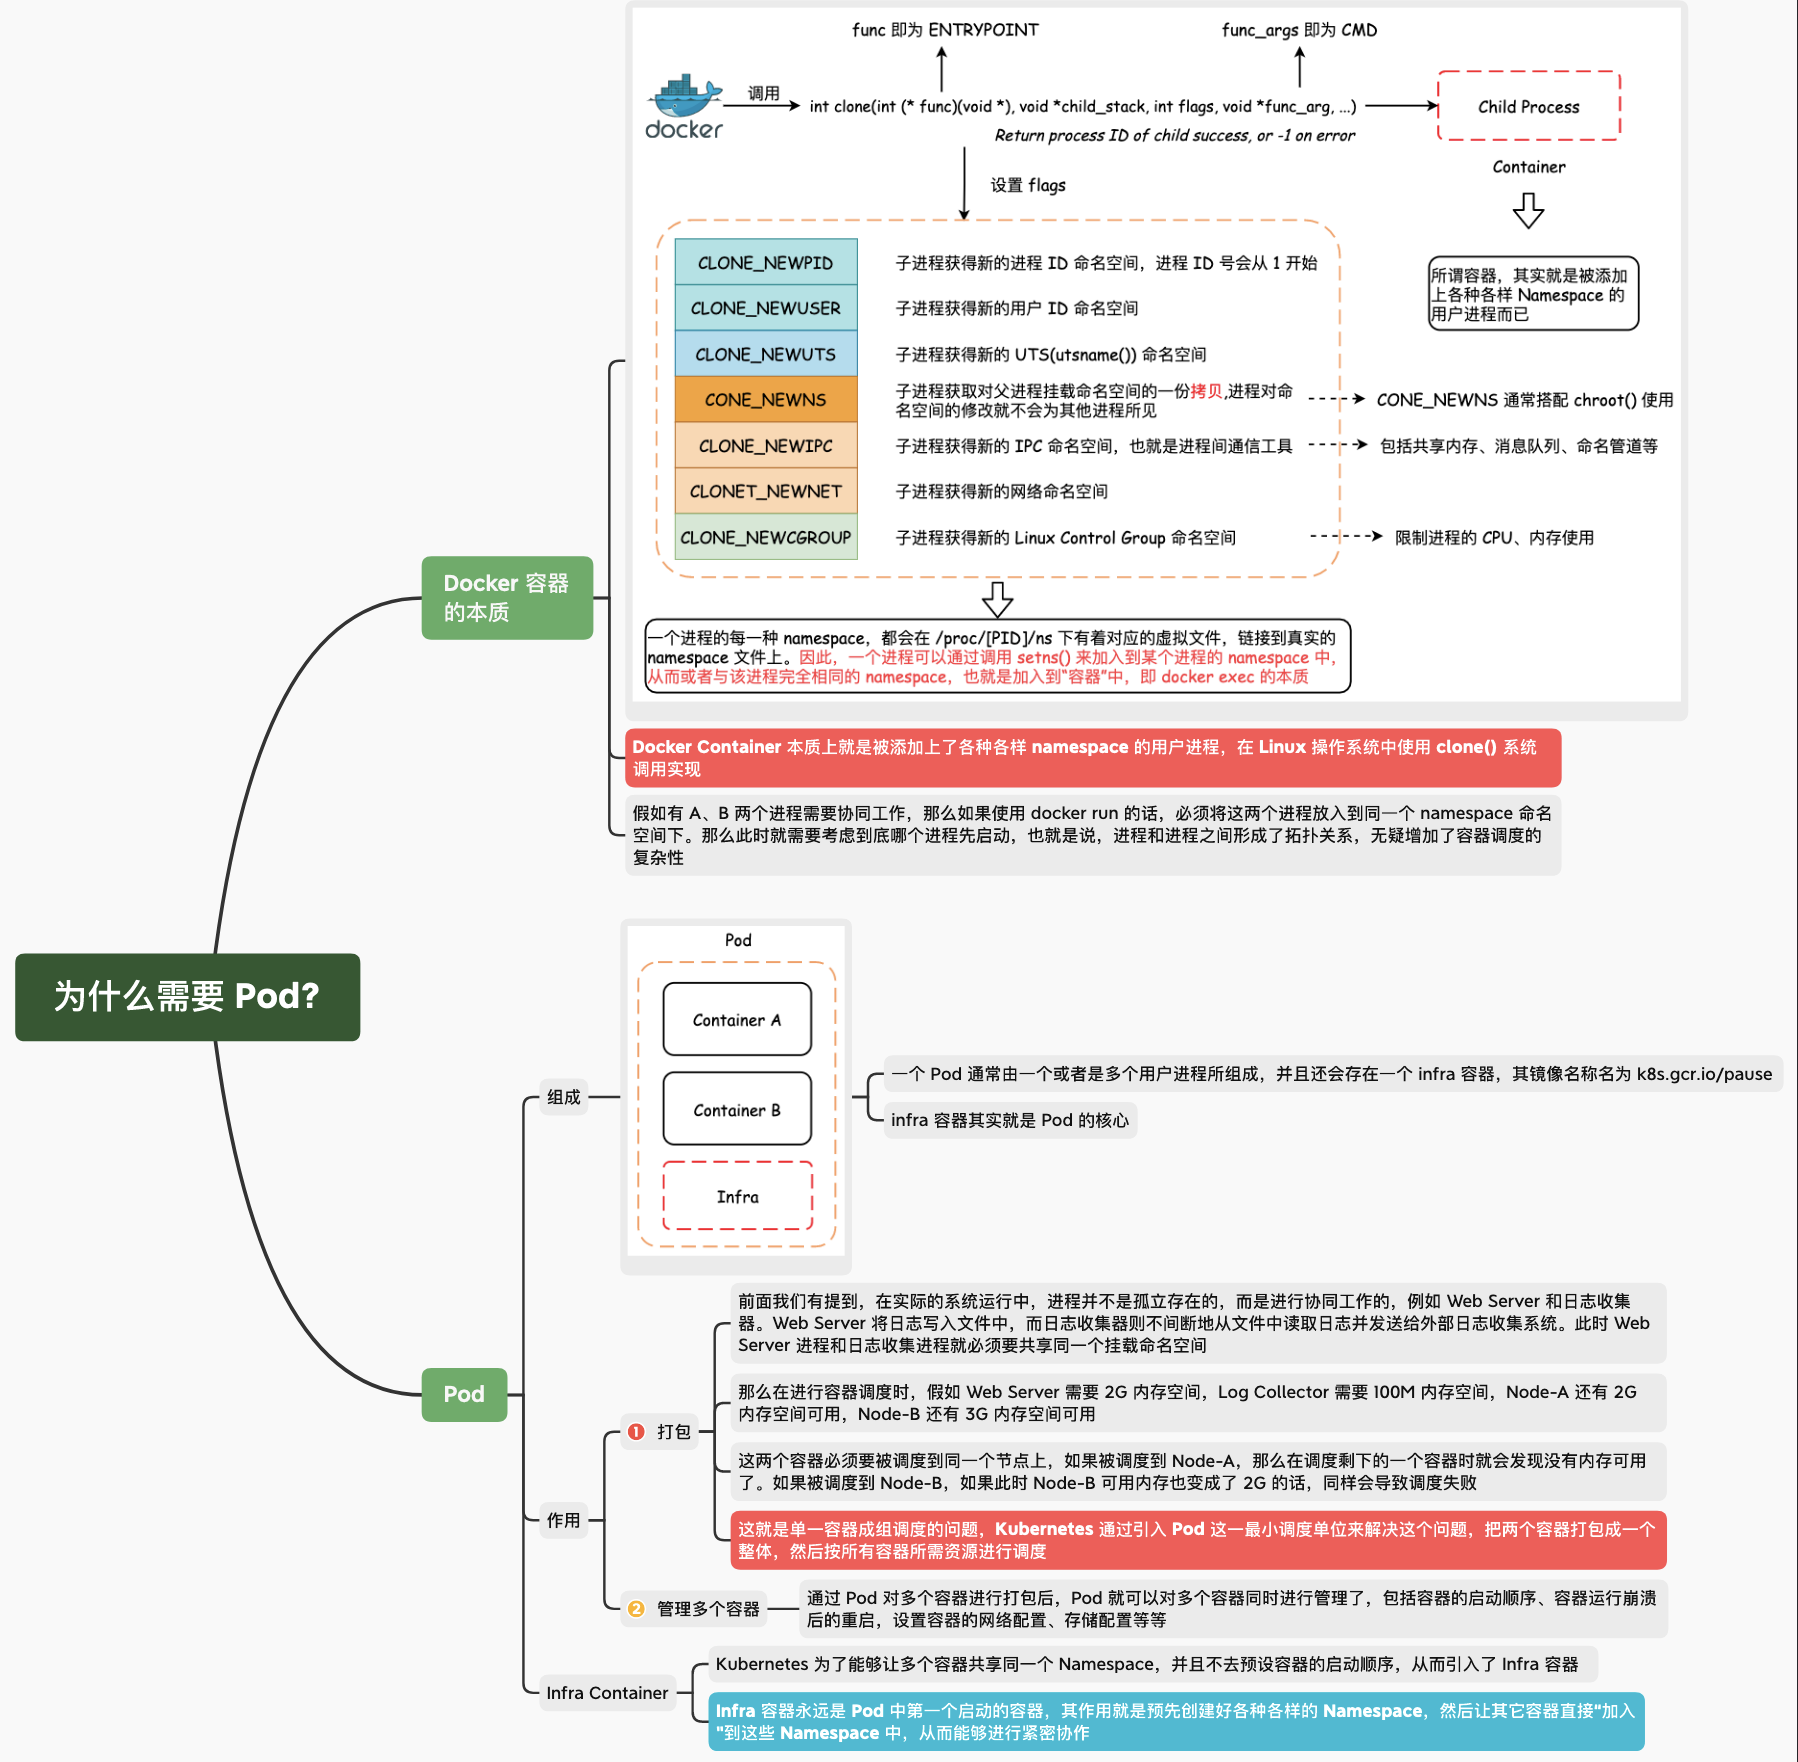 func 即为 ENTRYPOINT
func_args 即为 CMD
docker
调用
int clone(int (* func)(void *), void *child_stack, int flags, void *func_arg, ...)
Child Process
Return process ID of child success, or -1 on error
Container
设置 flags
CLONE_NEWPID
子进程获得新的进程 ID 命名空间，进程 ID 号会从 1 开始
所谓容器，其实就是被添加
上各种各样 Namespace 的
用户进程而已
CLONE_NEWUSER
子进程获得新的用户 ID 命名空间
CLONE_NEWUTS
子进程获得新的 UTS(utsname()) 命名空间
CONE_NEWNS
子进程获取对父进程挂载命名空间的一份拷贝,进程对命
名空间的修改就不会为其他进程所见
CONE_NEWNS 通常搭配 chroot() 使用
CLONE_NEWIPC
子进程获得新的 IPC 命名空间，也就是进程间通信工具
包括共享内存、消息队列、命名管道等
CLONET_NEWNET
子进程获得新的网络命名空间
CLONE_NEWCGROUP
子进程获得新的 Linux Control Group 命名空间
限制进程的 CPU、内存使用
一个进程的每一种 namespace，都会在 /proc/[PID]/ns 下有着对应的虚拟文件，链接到真实的
namespace 文件上。因此，一个进程可以通过调用 setns() 来加入到某个进程的 namespace 中，
从而或者与该进程完全相同的 namespace，也就是加入到“容器”中，即 docker exec 的本质
Docker 容器
的本质
Docker Container 本质上就是被添加上了各种各样 namespace 的用户进程，在 Linux 操作系统中使用 clone() 系统
调用实现
假如有 A、B 两个进程需要协同工作，那么如果使用 docker run 的话，必须将这两个进程放入到同一个 namespace 命名
空间下。那么此时就需要考虑到底哪个进程先启动，也就是说，进程和进程之间形成了拓扑关系，无疑增加了容器调度的
复杂性
为什么需要 Pod?
Pod
组成
Pod
Container A
Container B
Infra
一个 Pod 通常由一个或者是多个用户进程所组成，并且还会存在一个 infra 容器，其镜像名称名为 k8s.gcr.io/pause
infra 容器其实就是 Pod 的核心
作用
1 打包
前面我们有提到，在实际的系统运行中，进程并不是孤立存在的，而是进行协同工作的，例如 Web Server 和日志收集
器。Web Server 将日志写入文件中，而日志收集器则不间断地从文件中读取日志并发送给外部日志收集系统。此时 Web
Server 进程和日志收集进程就必须要共享同一个挂载命名空间
那么在进行容器调度时，假如 Web Server 需要 2G 内存空间，Log Collector 需要 100M 内存空间，Node-A 还有 2G
内存空间可用，Node-B 还有 3G 内存空间可用
这两个容器必须要被调度到同一个节点上，如果被调度到 Node-A，那么在调度剩下的一个容器时就会发现没有内存可用
了。如果被调度到 Node-B，如果此时 Node-B 可用内存也变成了 2G 的话，同样会导致调度失败
这就是单一容器成组调度的问题，Kubernetes 通过引入 Pod 这一最小调度单位来解决这个问题，把两个容器打包成一个
整体，然后按所有容器所需资源进行调度
2 管理多个容器
通过 Pod 对多个容器进行打包后，Pod 就可以对多个容器同时进行管理了，包括容器的启动顺序、容器运行崩溃
后的重启，设置容器的网络配置、存储配置等等
Infra Container
Kubernetes 为了能够让多个容器共享同一个 Namespace，并且不去预设容器的启动顺序，从而引入了 Infra 容器
Infra 容器永远是 Pod 中第一个启动的容器，其作用就是预先创建好各种各样的 Namespace，然后让其它容器直接"加入
"到这些 Namespace 中，从而能够进行紧密协作